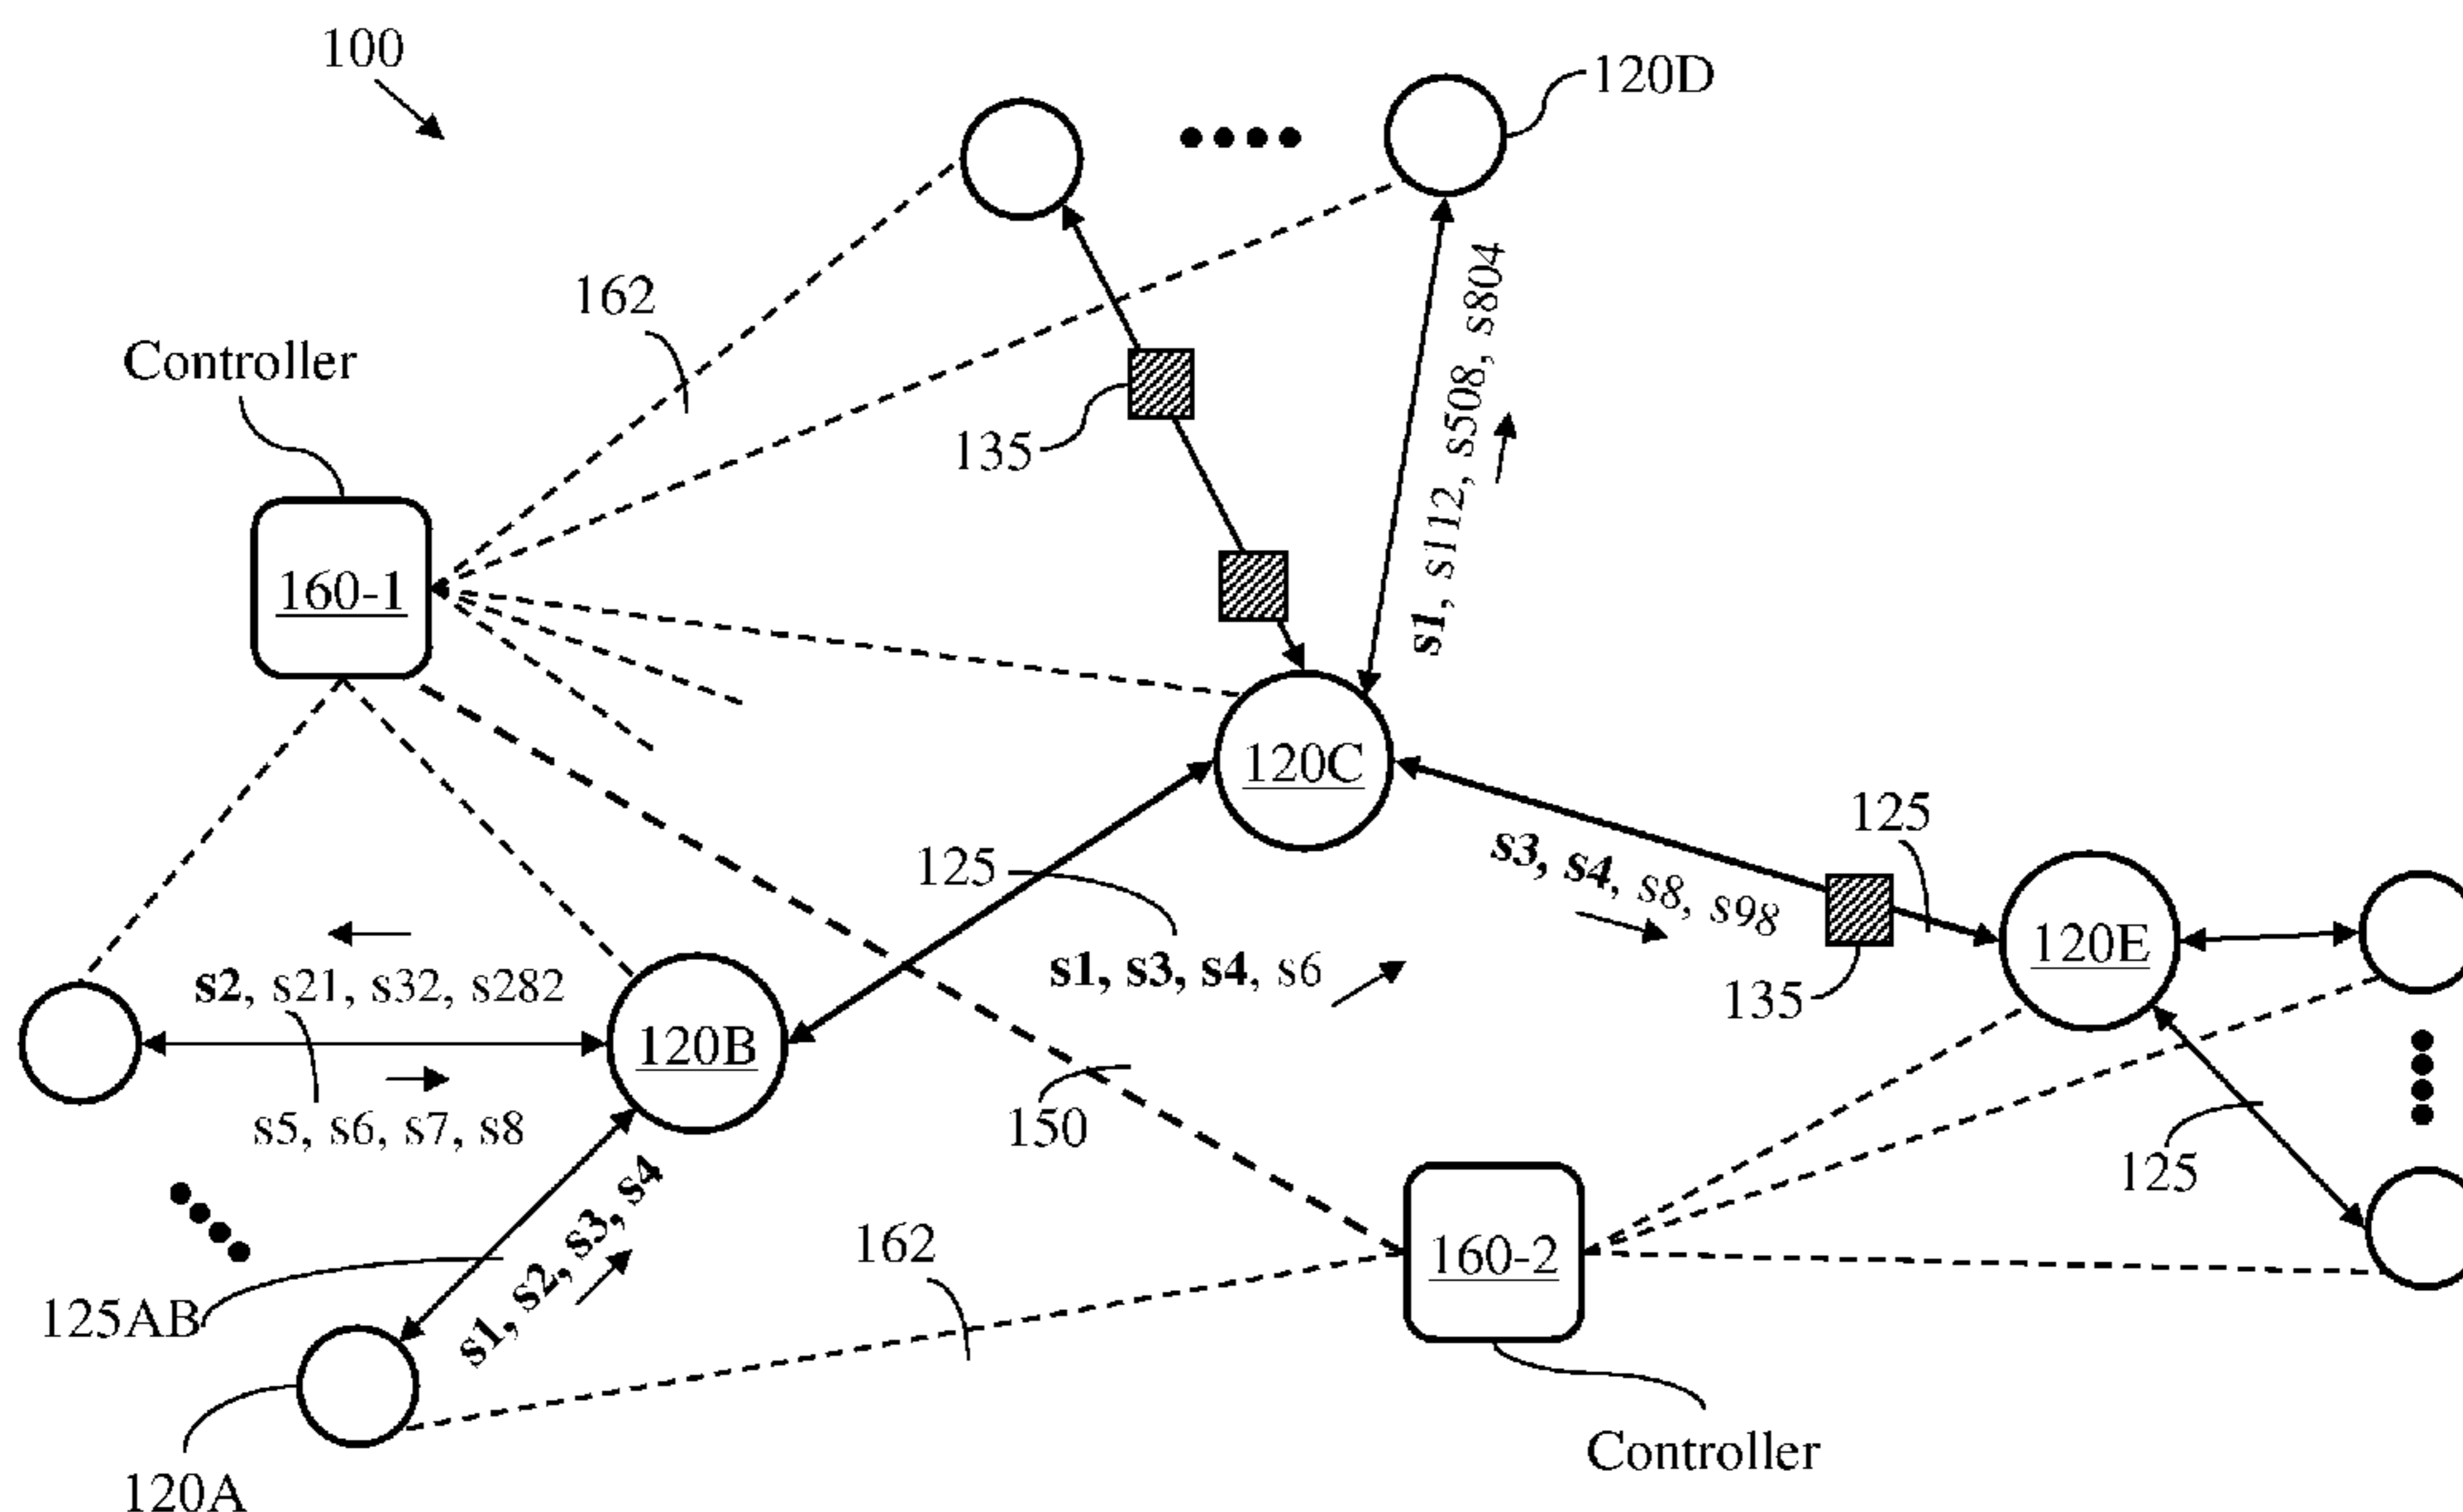 100
120D
162
Controller
135
s1, s112, s508, s804
160-1
120C
125
125
s3, s4, s8, s98
s1, s3, s4, s6
120E
s2, s21, s32, s282
120B
135
s5, s6, s7, s8
150
125
s1, s2, s3, s4
162
160-2
125AB
Controller
120A